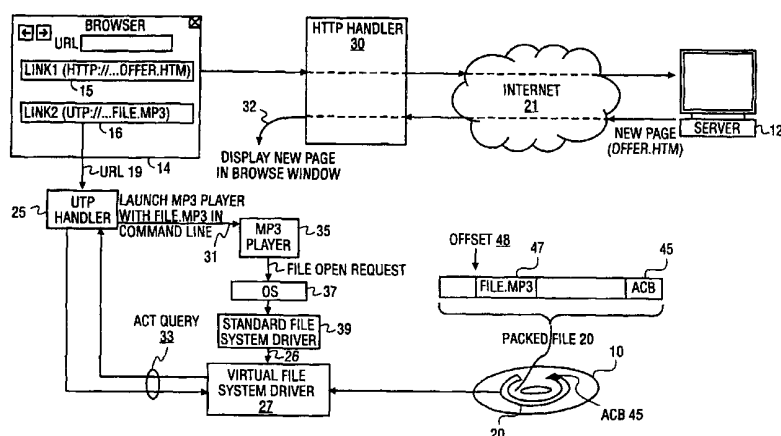 BROWSER
URL
LINK1 (HTTP://...OFFER.HTM)
15
LINK2 (UTP://...FILE.MP3)
16
14
URL 19
HTTP HANDLER
30
32
DISPLAY NEW PAGE
IN BROWSE WINDOW
INTERNET
21
NEW PAGE
(OFFER.HTM)
SERVER
12
25
UTP
HANDLER
LAUNCH MP3 PLAYER
WITH FILE.MP3 IN
COMMAND LINE
31
MP3
PLAYER
35
FILE OPEN REQUEST
OS
37
STANDARD FILE
SYSTEM DRIVER
39
26
ACT QUERY
33
VIRTUAL FILE
SYSTEM DRIVER
27
OFFSET 48
47
45
FILE.MP3
ACB
PACKED FILE 20
10
20
ACB 45